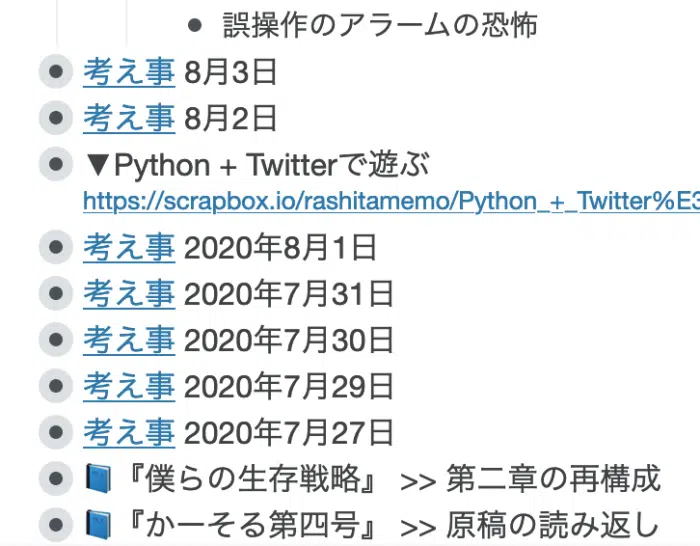 誤操作のアラームの恐怖
考え事 8月3日
考え事 8月2日
▼Python + Twitterで遊ぶ
https://scrapbox.io/rashitamemo/Python_+_Twitter%E3
考え事 2020年8月1日
考え事 2020年7月31日
考え事 2020年7月30日
考え事 2020年7月29日
考え事 2020年7月27日
📘『僕らの生存戦略』 >> 第二章の再構成
📘『かーそる第四号』 >> 原稿の読み返し